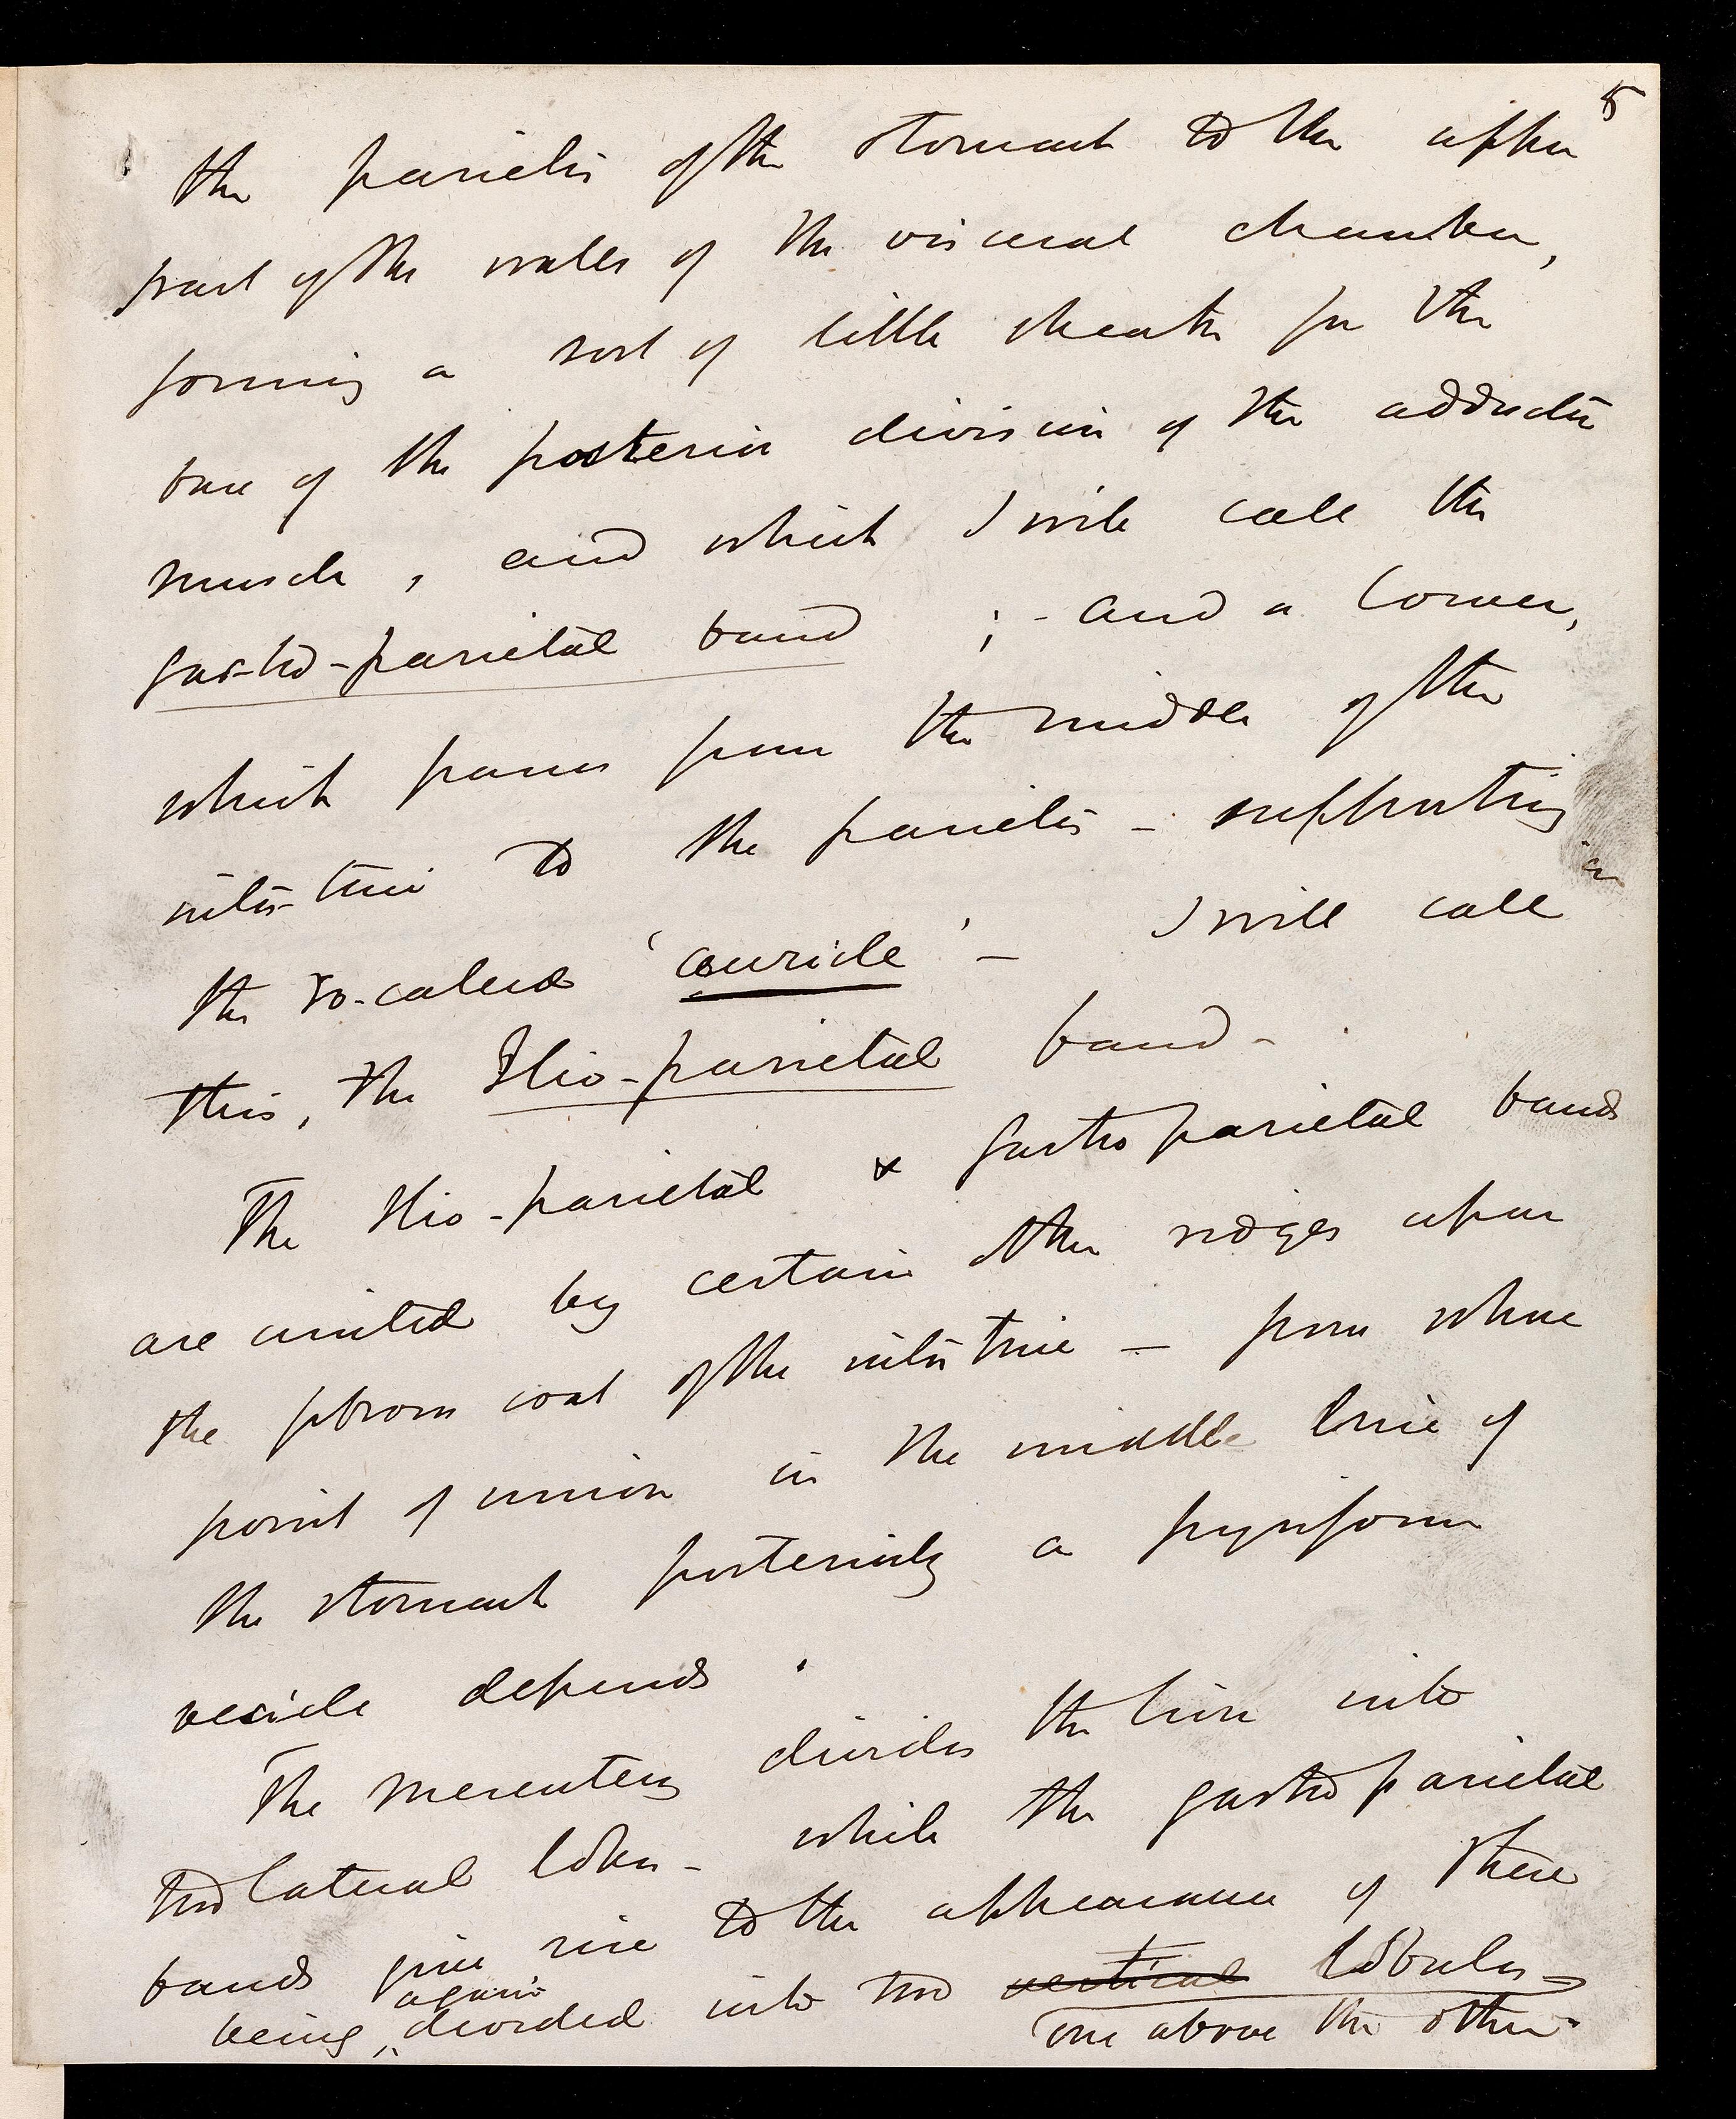 5
the parietes of the stomach to the upper
part of the walls of the visceral chamber,
forming a sort of little sheath for the
base of the posterior division of the adductor
muscle, and which I will call the
gastro-parietal band ; - and a lower,
which passes from the middle of the
intestine to the parietes - supporting
as
the so-called 'auricle' - I will call
this, the Ilio-parietal band -
The Ilio-parietal & gastro parietal bands
are united by certain other ridges upon
the fibrous coat of the intestine - from whose
point of union in the middle line of
the stomach posteriorly a pyriform
vesicle depends .
The mesentery divides the liver into
two lateral lobes - while the gastro parietal
bands give rise to the appearance of these
again
being divided into two vertical lobules -
one above the other.